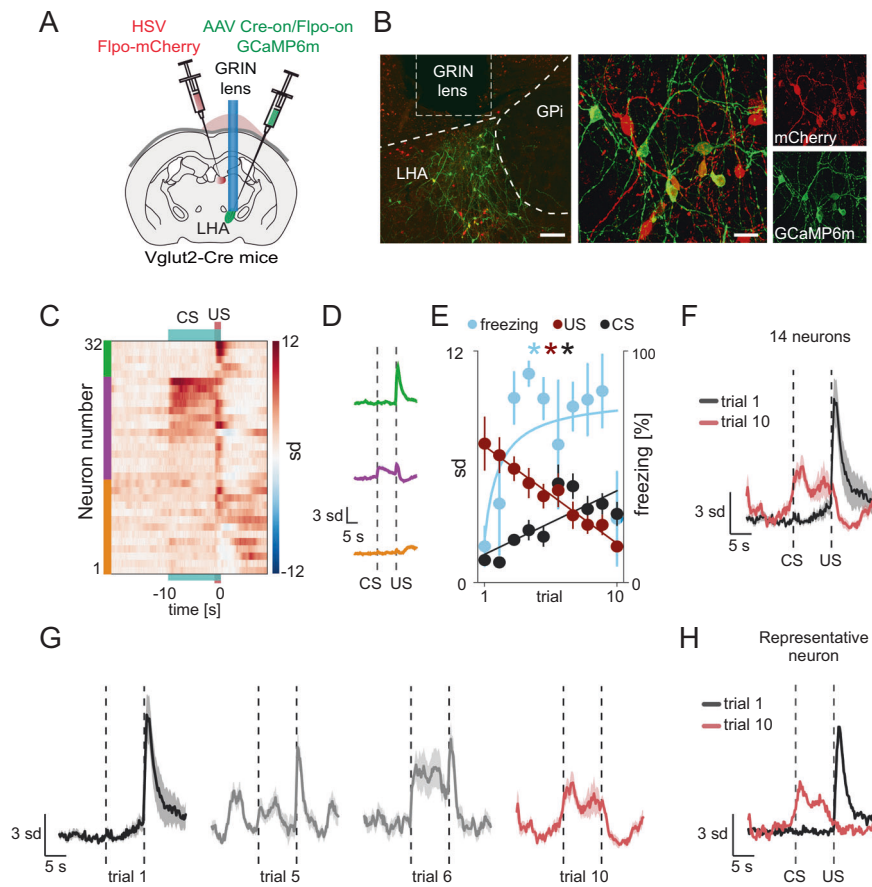 A
HSV
Flpo-mCherry
AAV Cre-on/Flpo-on
GCaMP6m
GRIN
lens
LHA
Vglut2-Cre mice
B
GRIN
lens
GPi
LHA
mCherry
GCaMP6m
C
CS
US
32
Neuron number
1
12
sd
-12
-10
0
time [s]
D
3 sd
5 s
CS
US
E
freezing
US
CS
* * *
12
sd
0
100
freezing [%]
0
1
trial
10
F
14 neurons
trial 1
trial 10
3 sd
5 s
CS
US
G
3 sd
5 s
trial 1
trial 5
trial 6
trial 10
H
Representative
neuron
trial 1
trial 10
3 sd
5 s
CS
US